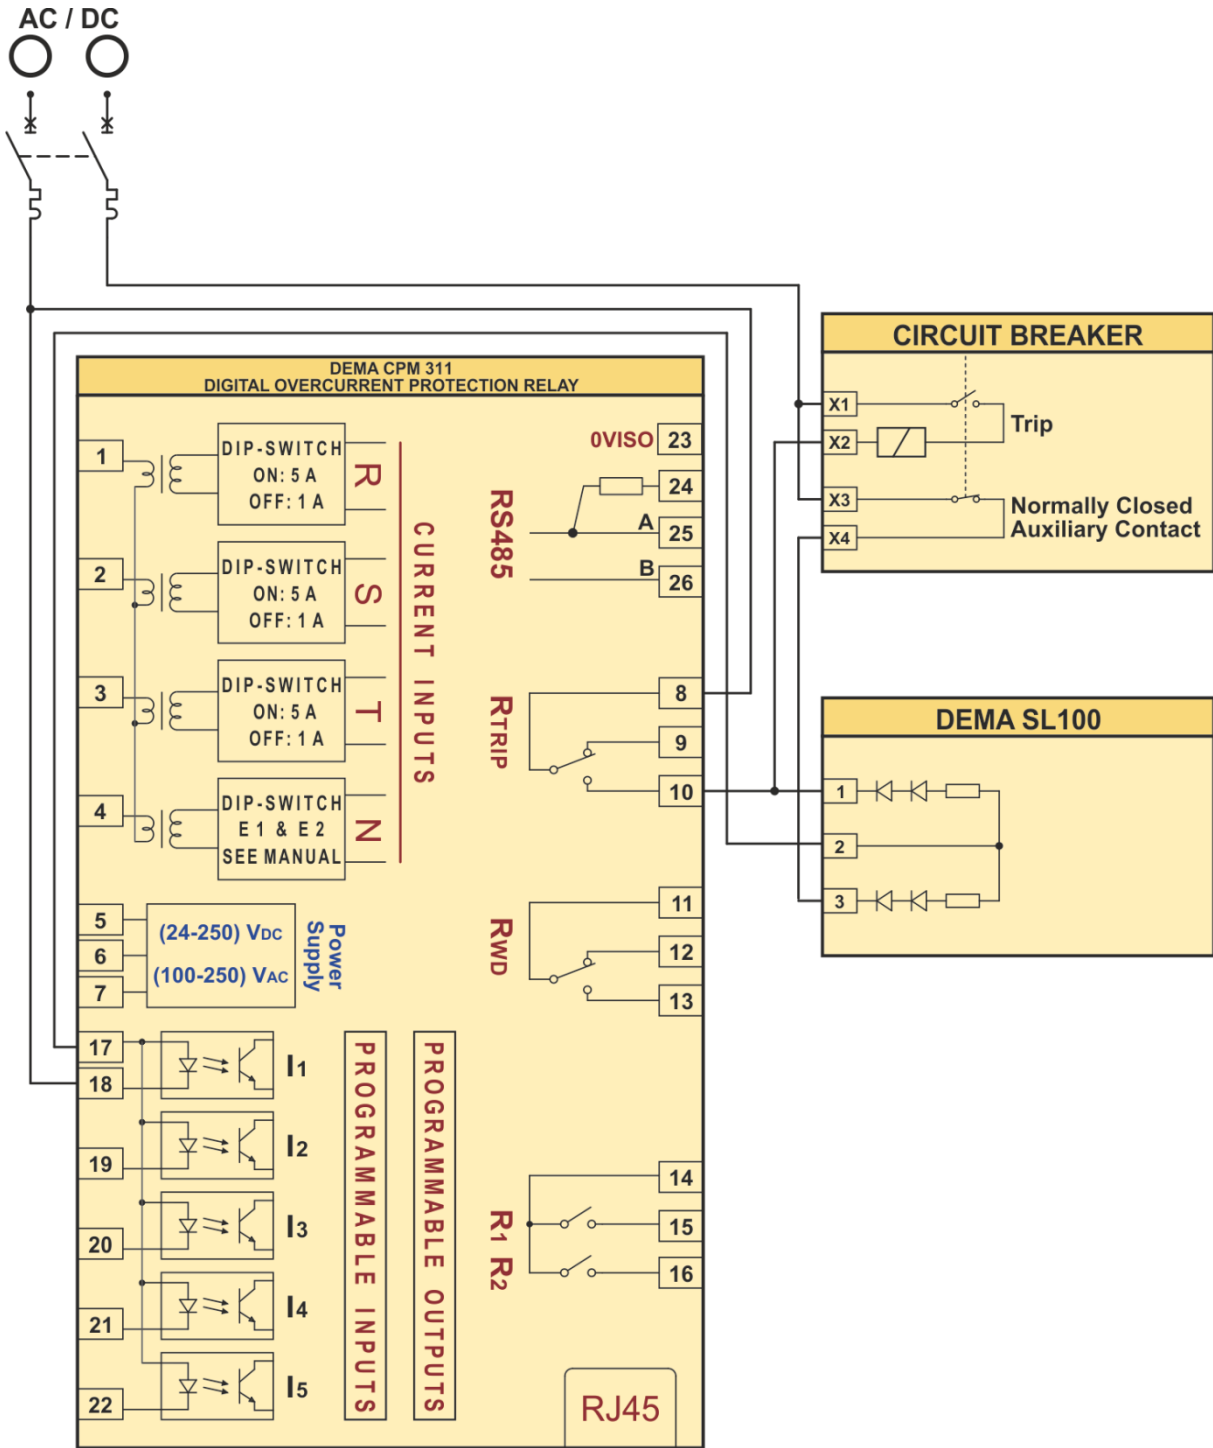 AC / DC
CIRCUIT BREAKER
X1
X2
Trip
X3
Normally Closed
Auxiliary Contact
X4
DEMA CPM 311
DIGITAL OVERCURRENT PROTECTION RELAY
1
DIP-SWITCH
ON: 5 A
OFF: 1 A
R
2
DIP-SWITCH
ON: 5 A
OFF: 1 A
S
3
DIP-SWITCH
ON: 5 A
OFF: 1 A
T
4
DIP-SWITCH
E 1 & E 2
SEE MANUAL
N
CURRENT INPUTS
0VISO 23
24
RS485
A 25
B 26
RTRIP
8
9
10
DEMA SL100
1
2
3
5
6
7
(24-250) VDC
(100-250) VAC
Power
Supply
RWD
11
12
13
17
18
I1
19
I2
20
I3
21
I4
22
I5
PROGRAMMABLE INPUTS
PROGRAMMABLE OUTPUTS
R1 R2
14
15
16
RJ45